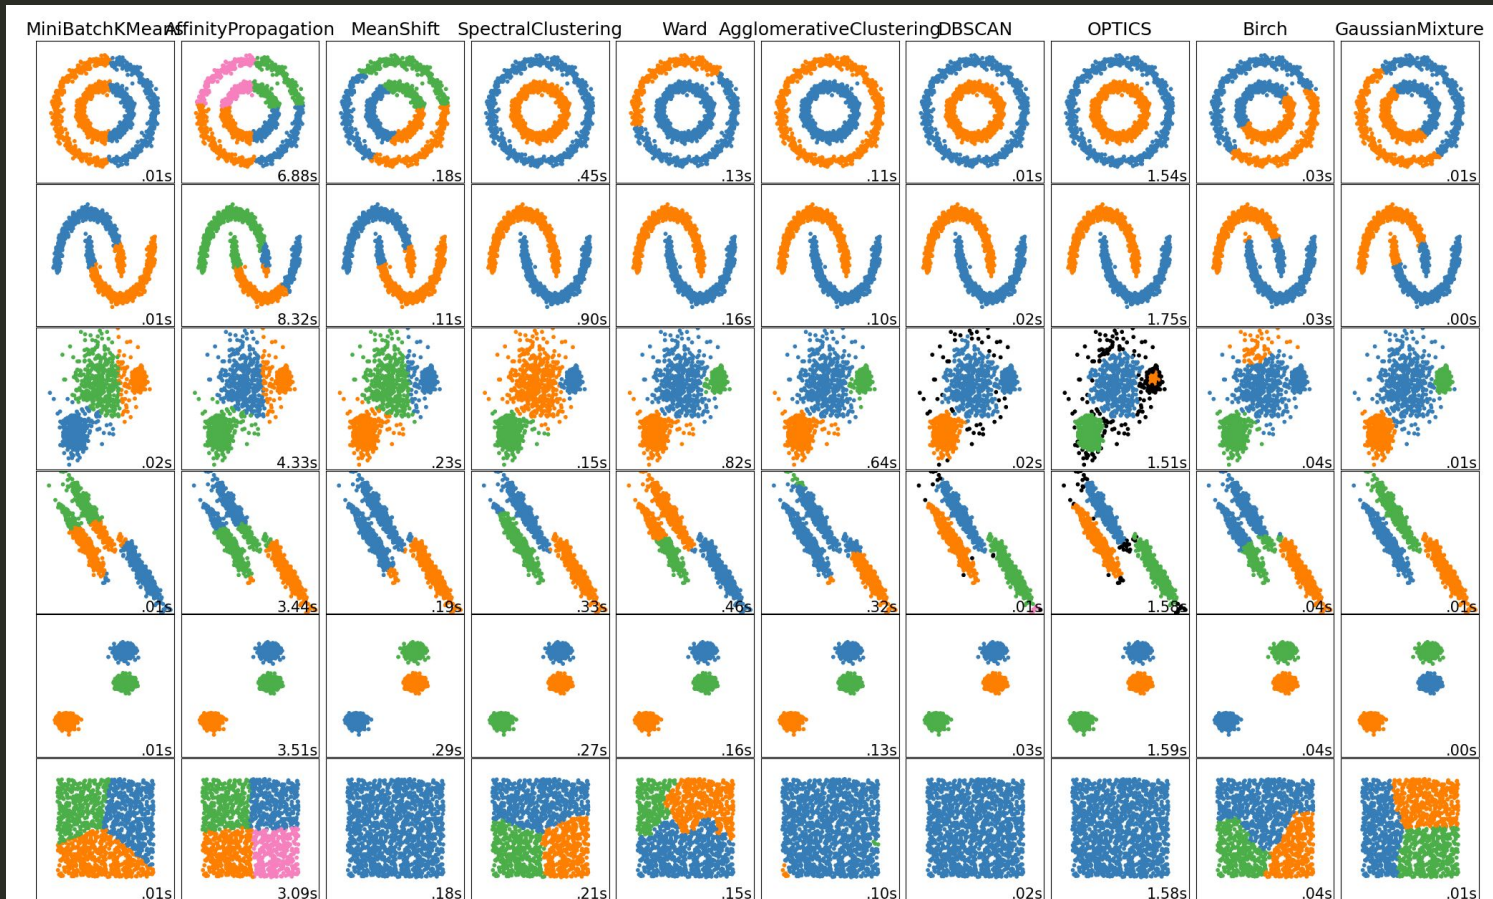 MiniBatchKMeans AffinityPropagation MeanShift SpectralClustering Ward AgglomerativeClustering DBSCAN OPTICS Birch GaussianMixture
.01s 6.88s .18s .45s .13s .11s .01s 1.54s .03s .01s
.01s 8.32s .11s .90s .16s .10s .02s 1.75s .03s .00s
.02s 4.33s .23s .15s .82s .64s .02s 1.51s .04s .01s
.01s 3.44s .19s .33s .46s .32s .01s 1.58s .04s .01s
.01s 3.51s .29s .27s .16s .13s .03s 1.59s .04s .00s
.01s 3.09s .18s .21s .15s .10s .02s 1.58s .04s .01s